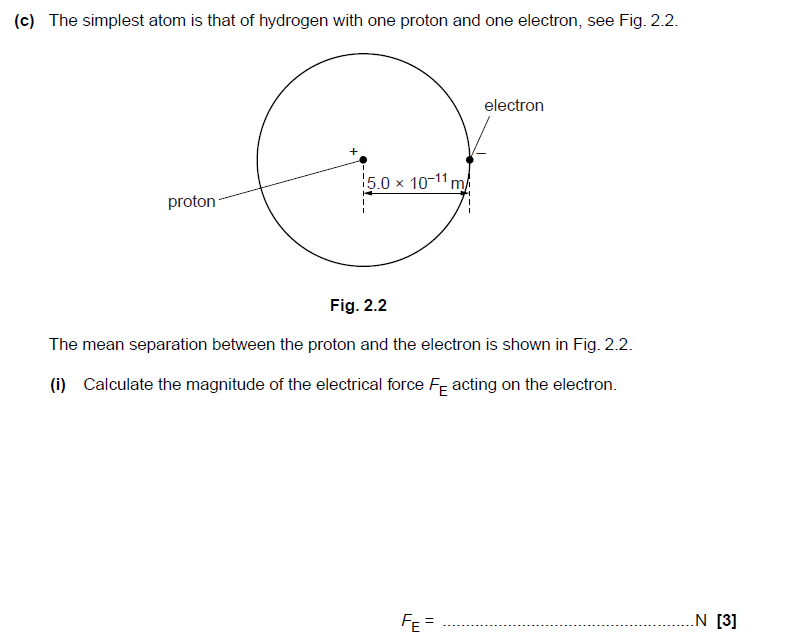 (c) The simplest atom is that of hydrogen with one proton and one electron, see Fig. 2.2.
electron
+
–
5.0 × 10⁻¹¹ m
proton
Fig. 2.2
The mean separation between the proton and the electron is shown in Fig. 2.2.
(i) Calculate the magnitude of the electrical force F_E acting on the electron.
F_E = ......................................................N [3]